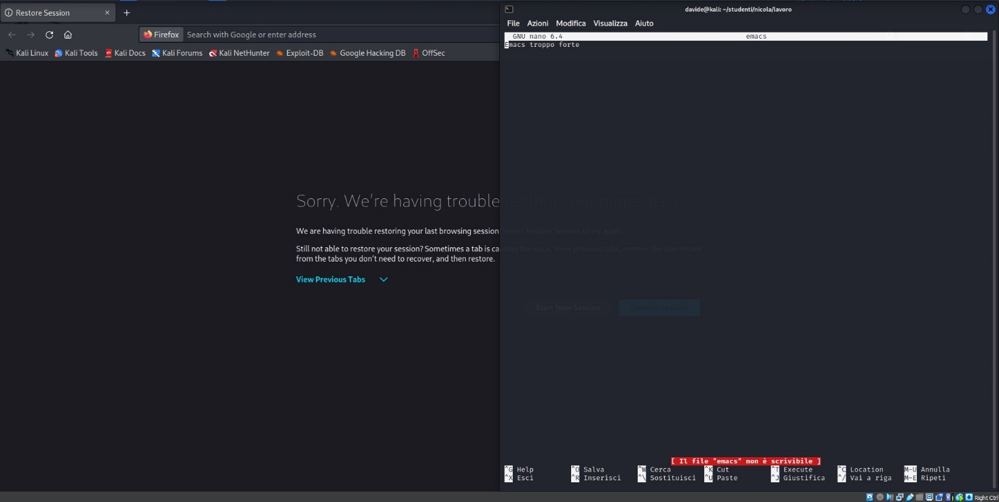 Restore Session
Firefox Search with Google or enter address
Kali Linux Kali Tools Kali Docs Kali Forums Kali NetHunter Exploit-DB Google Hacking DB OffSec
Sorry. We're having trouble getting your pages back.
We are having trouble restoring your last browsing session. Select Restore Session to try again.
Still not able to restore your session? Sometimes a tab is causing the issue. View previous tabs, remove the checkmark
from the tabs you don't need to recover, and then restore.
View Previous Tabs
Start New Session Restore Session
davide@kali: ~/studenti/nicola/lavoro
File Azioni Modifica Visualizza Aiuto
GNU nano 6.4 emacs
Emacs troppo forte
[ Il file "emacs" non è scrivibile ]
^G Help ^O Salva ^W Cerca ^K Cut ^T Execute ^C Location M-U Annulla
^X Esci ^R Inserisci ^\ Sostituisci ^U Paste ^J Giustifica ^/ Vai a riga M-E Ripeti
Right Ctrl